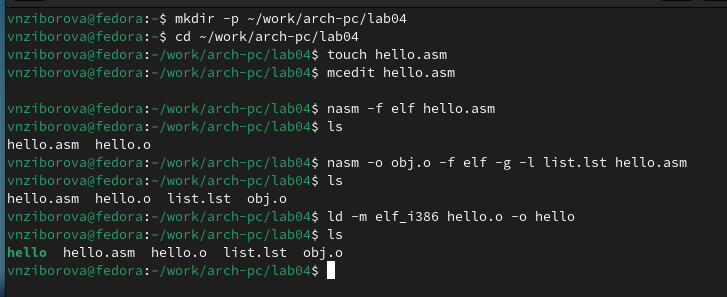 vnziborova@fedora:~$ mkdir -p ~/work/arch-pc/lab04
vnziborova@fedora:~$ cd ~/work/arch-pc/lab04
vnziborova@fedora:~/work/arch-pc/lab04$ touch hello.asm
vnziborova@fedora:~/work/arch-pc/lab04$ mcedit hello.asm
vnziborova@fedora:~/work/arch-pc/lab04$ nasm -f elf hello.asm
vnziborova@fedora:~/work/arch-pc/lab04$ ls
hello.asm  hello.o
vnziborova@fedora:~/work/arch-pc/lab04$ nasm -o obj.o -f elf -g -l list.lst hello.asm
vnziborova@fedora:~/work/arch-pc/lab04$ ls
hello.asm  hello.o  list.lst  obj.o
vnziborova@fedora:~/work/arch-pc/lab04$ ld -m elf_i386 hello.o -o hello
vnziborova@fedora:~/work/arch-pc/lab04$ ls
hello  hello.asm  hello.o  list.lst  obj.o
vnziborova@fedora:~/work/arch-pc/lab04$